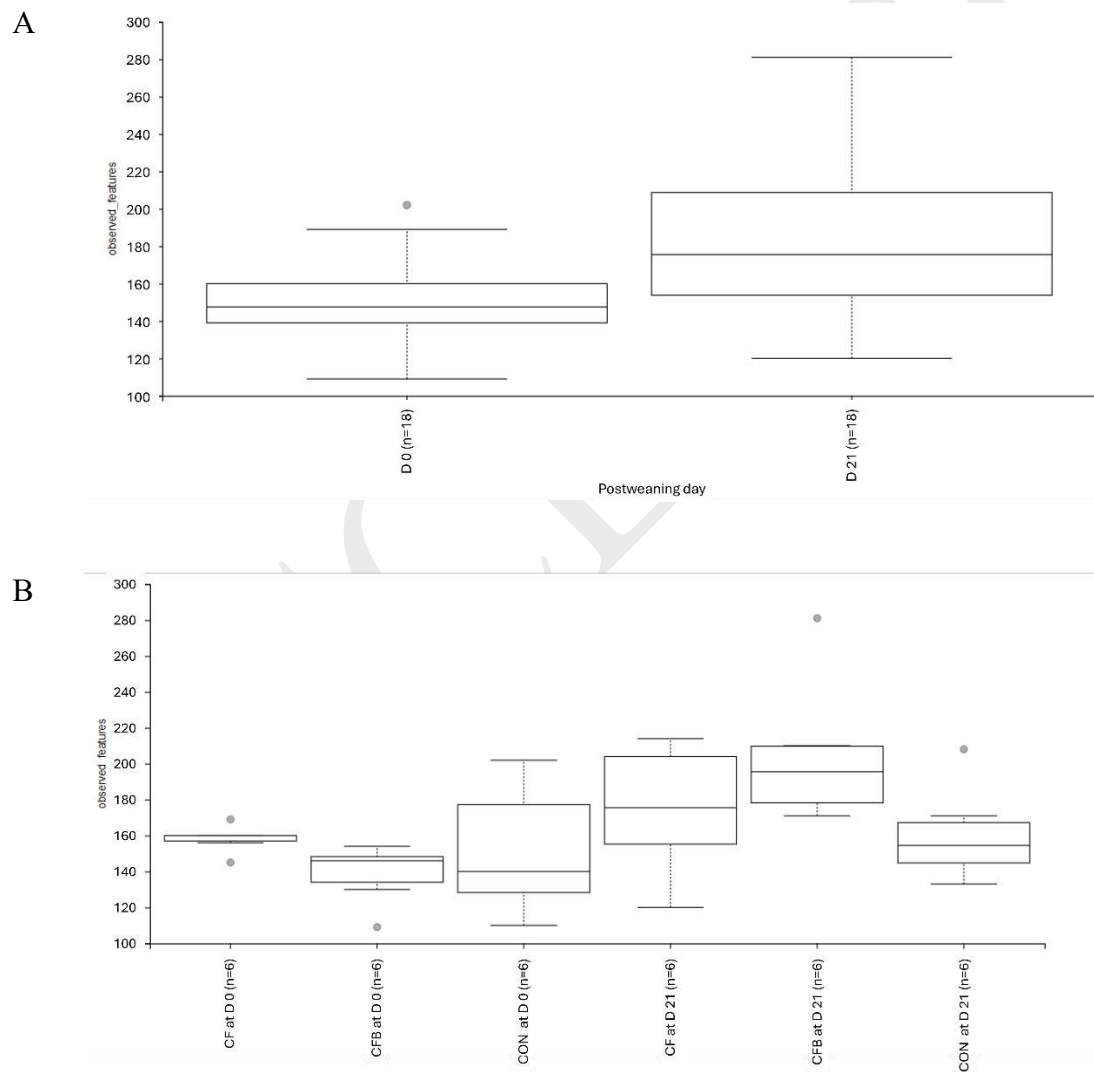 A
300
280
260
240
220
200
180
160
140
120
100
observed_features
D 0 (n=18)
D 21 (n=18)
Postweaning day
B
300
280
260
240
220
200
180
160
140
120
100
observed_features
CF at D 0 (n=6)
CFB at D 0 (n=6)
CON at D 0 (n=6)
CF at D 21 (n=6)
CFB at D 21 (n=6)
CON at D 21 (n=6)